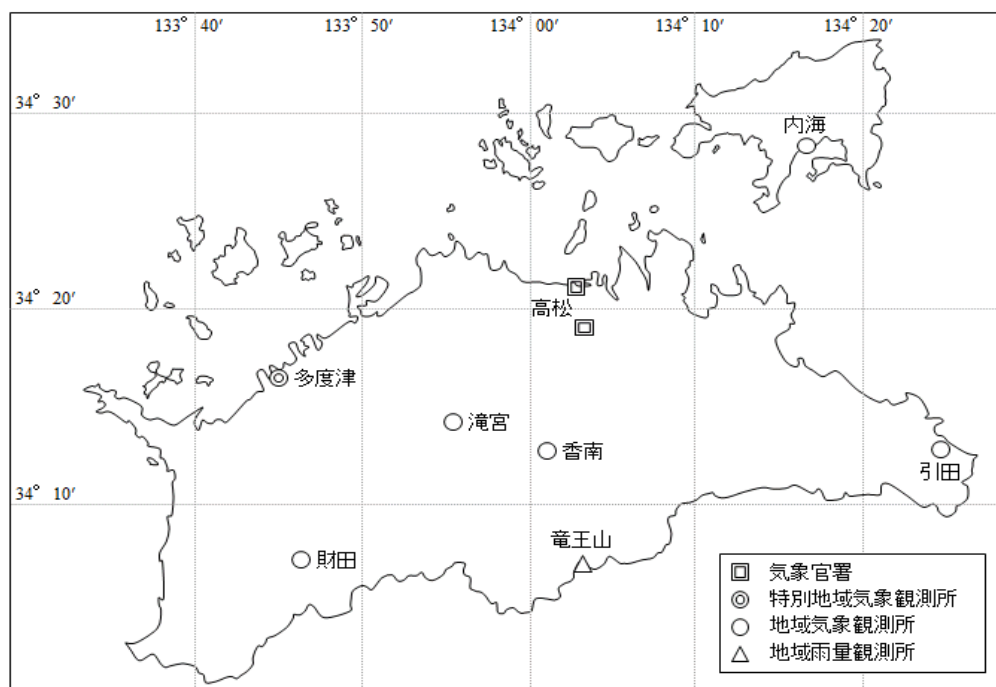 133° 40′ 133° 50′ 134° 00′ 134° 10′ 134° 20′
34° 30′
内海
34° 20′
高松
多度津
滝宮
香南
引田
34° 10′
竜王山
財田
気象官署
特別地域気象観測所
地域気象観測所
地域雨量観測所